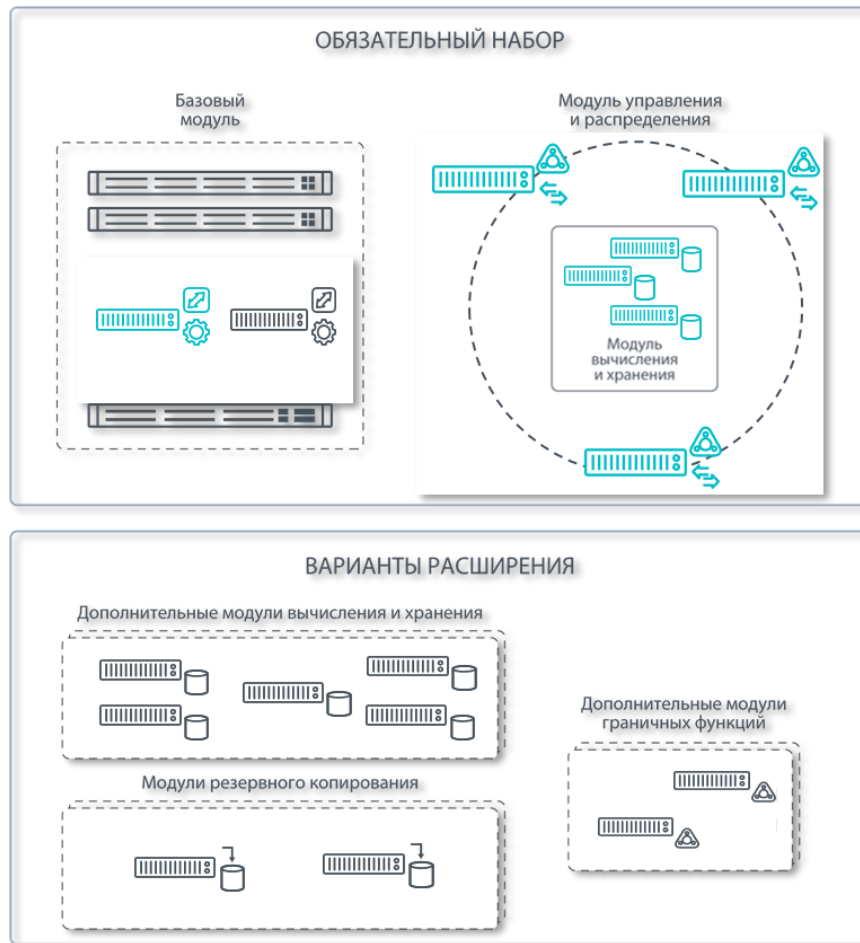 ОБЯЗАТЕЛЬНЫЙ НАБОР
Базовый
модуль
Модуль управления
и распределения
Модуль
вычисления
и хранения
ВАРИАНТЫ РАСШИРЕНИЯ
Дополнительные модули вычисления и хранения
Дополнительные модули
граничных функций
Модули резервного копирования